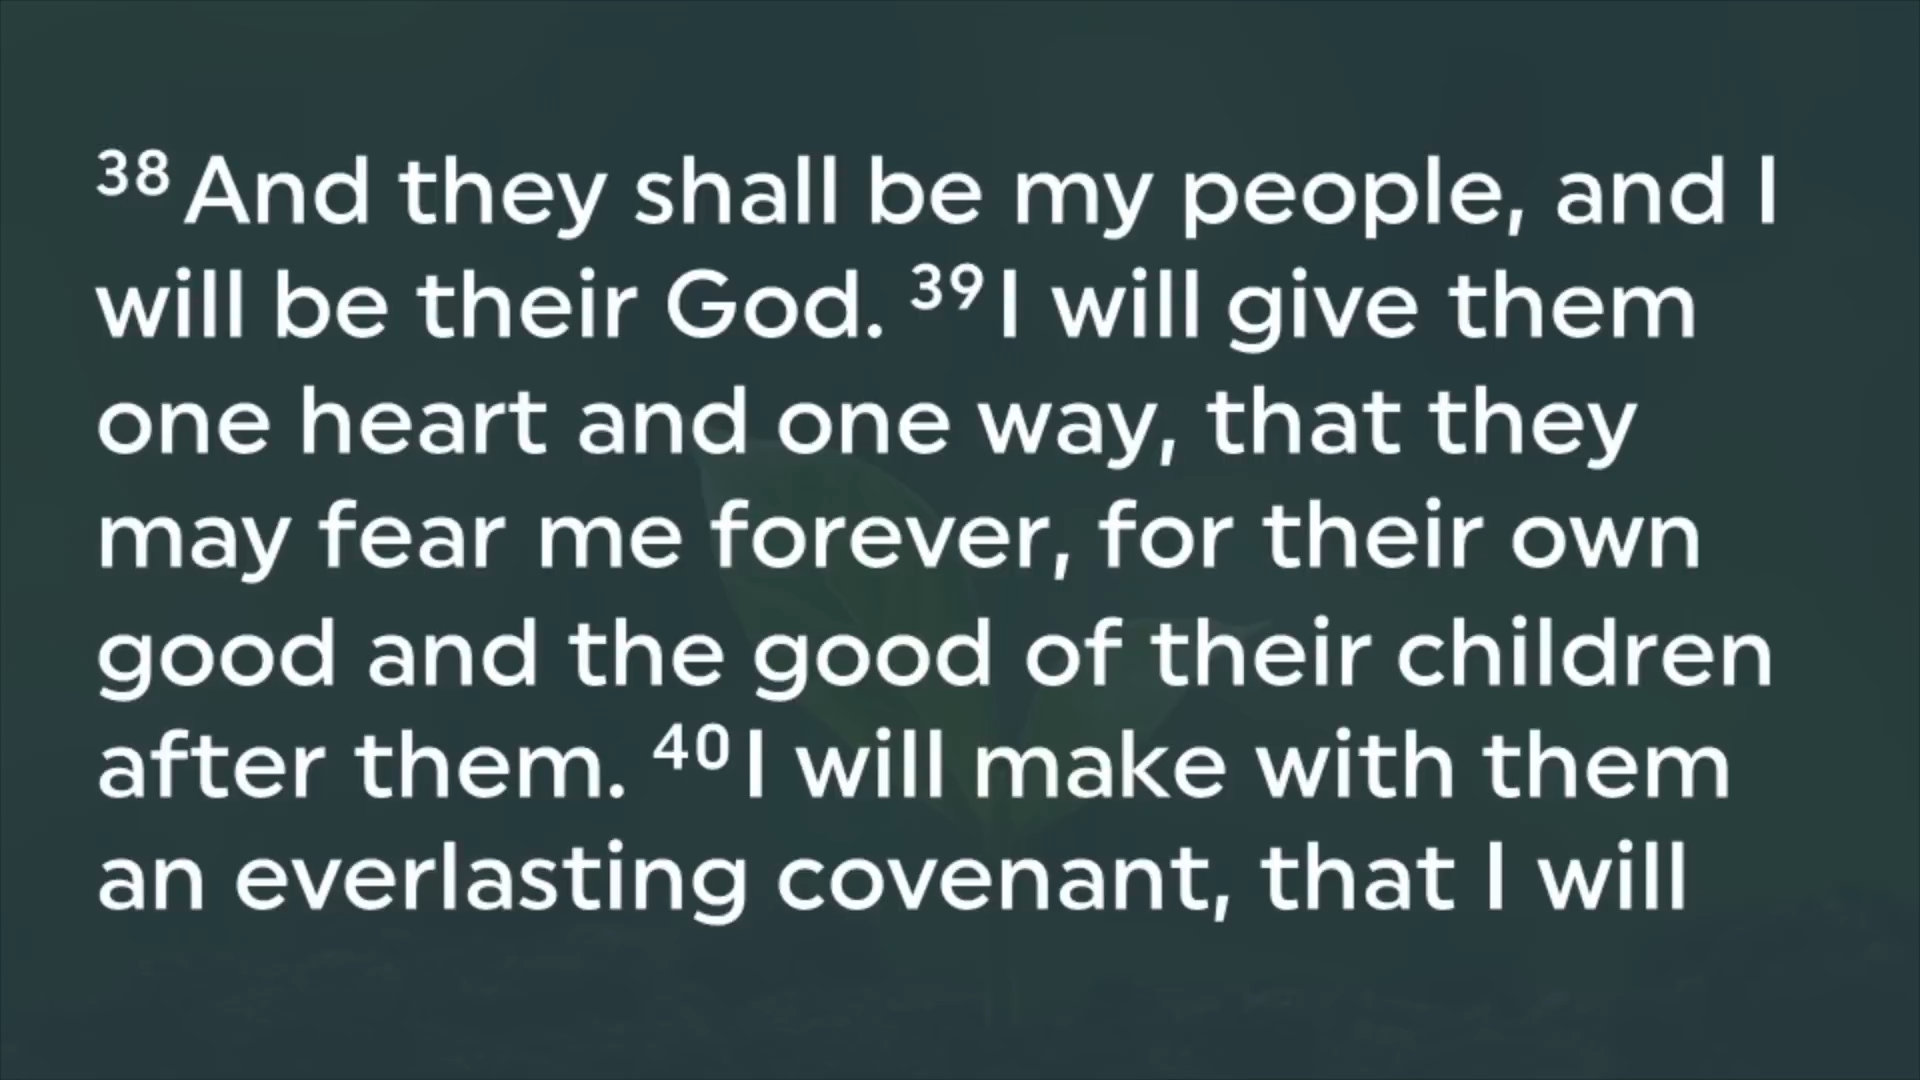 38 And they shall be my people, and I
will be their God. 39 I will give them
one heart and one way, that they
may fear me forever, for their own
good and the good of their children
after them. 40 I will make with them
an everlasting covenant, that I will